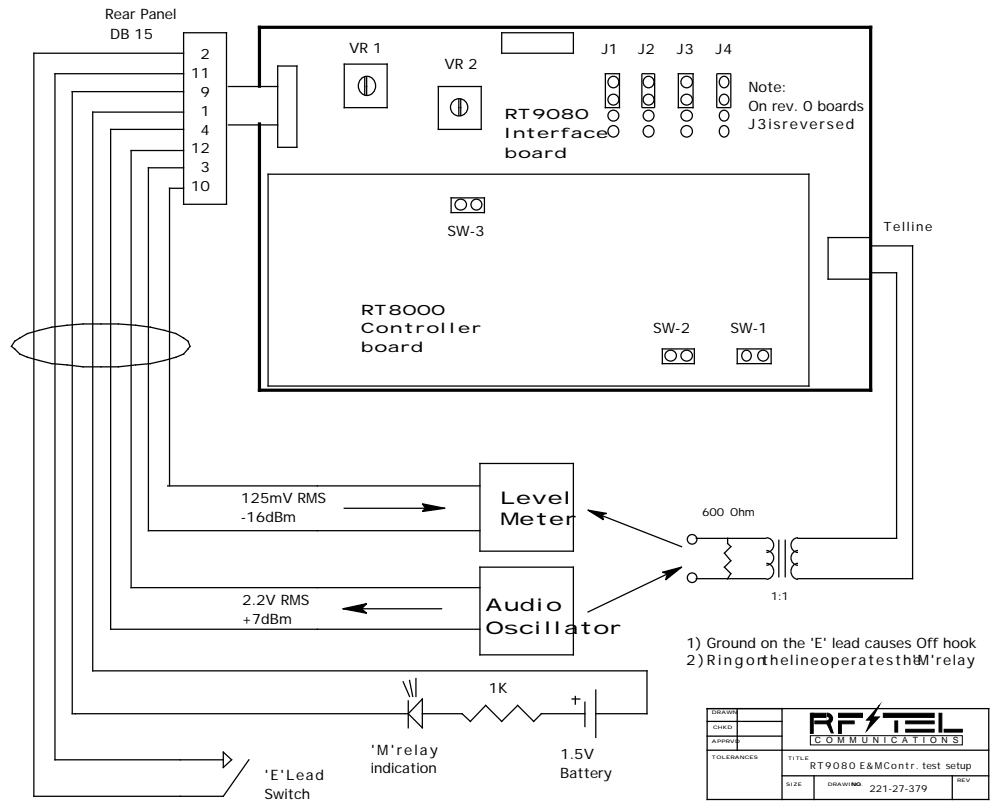 Rear Panel
DB 15
2
11
9
1
4
12
3
10
VR 1
VR 2
J1 J2 J3 J4
Note:
On rev. 0 boards
J3isreversed
RT9080
Interface
board
SW-3
RT8000
Controller
board
SW-2 SW-1
Telline
125mV RMS
-16dBm
Level
Meter
600 Ohm
1:1
2.2V RMS
+7dBm
Audio
Oscillator
1) Ground on the 'E' lead causes Off hook
2) Ringonthelineoperatesthe'M'relay
1K
+
'M'relay
indication
1.5V
Battery
'E'Lead
Switch
DRAWN
CHKD
APPRVD
TOLERANCES
RF TEL
COMMUNICATIONS
TITLE
RT9080 E&MContr. test setup
SIZE
DRAWING NO.
221-27-379
REV